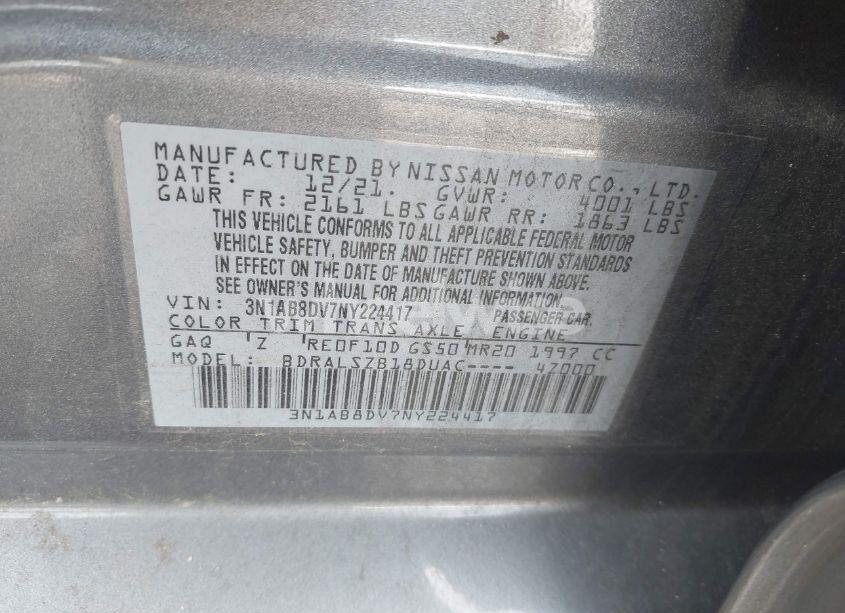 MANUFACTURED BY NISSAN MOTOR CO., LTD.
DATE: 12/21. GVWR: 4001 LBS
GAWR FR: 2161 LBS GAWR RR: 1863 LBS
THIS VEHICLE CONFORMS TO ALL APPLICABLE FEDERAL MOTOR
VEHICLE SAFETY, BUMPER AND THEFT PREVENTION STANDARDS
IN EFFECT ON THE DATE OF MANUFACTURE SHOWN ABOVE.
SEE OWNER'S MANUAL FOR ADDITIONAL INFORMATION.
VIN: 3N1AB8DV7NY224417 PASSENGER CAR.
COLOR TRIM TRANS AXLE ENGINE
GAQ Z RE0F10D GS50 MR20 1997 CC
MODEL: BDRALSZB18DUAC---- 47000
3N1AB8DV7NY224417